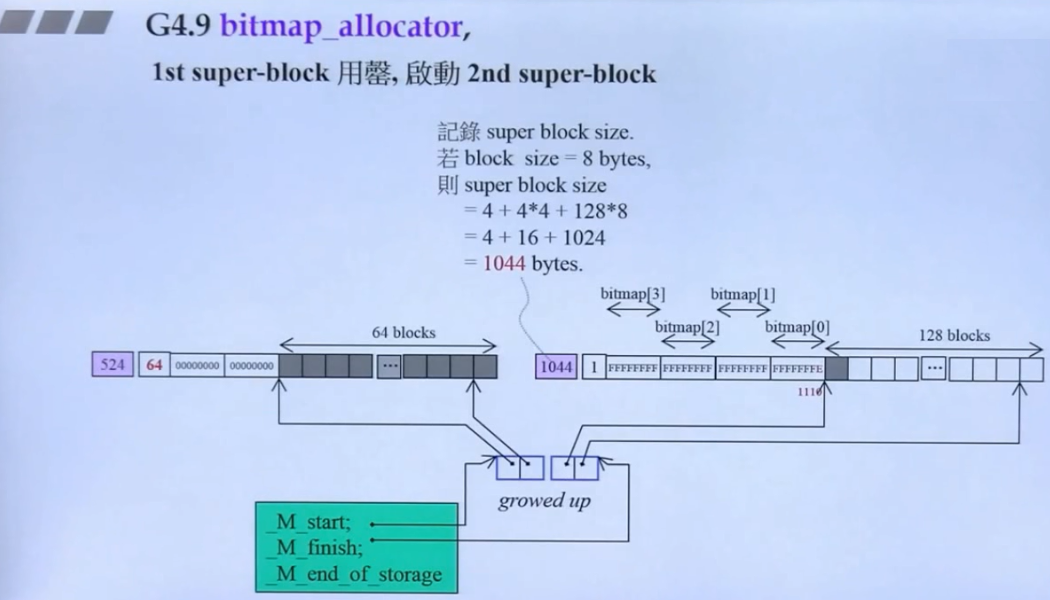 G4.9 bitmap_allocator,
1st super-block 用罄, 啟動 2nd super-block
記錄 super block size.
若 block size = 8 bytes,
則 super block size
= 4 + 4*4 + 128*8
= 4 + 16 + 1024
= 1044 bytes.
bitmap[3] bitmap[1]
bitmap[2] bitmap[0]
64 blocks
128 blocks
524 64 00000000 00000000 ...
1044 1 FFFFFFFF FFFFFFFF FFFFFFFF FFFFFFFE ...
1110
growed up
_M_start;
_M_finish;
_M_end_of_storage